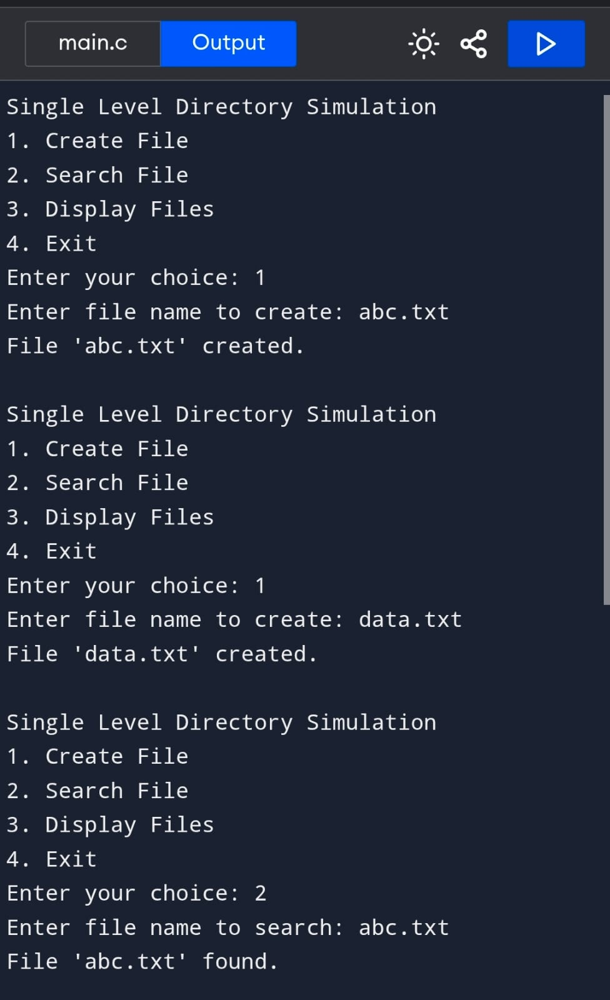 main.c Output
Single Level Directory Simulation
1. Create File
2. Search File
3. Display Files
4. Exit
Enter your choice: 1
Enter file name to create: abc.txt
File 'abc.txt' created.

Single Level Directory Simulation
1. Create File
2. Search File
3. Display Files
4. Exit
Enter your choice: 1
Enter file name to create: data.txt
File 'data.txt' created.

Single Level Directory Simulation
1. Create File
2. Search File
3. Display Files
4. Exit
Enter your choice: 2
Enter file name to search: abc.txt
File 'abc.txt' found.